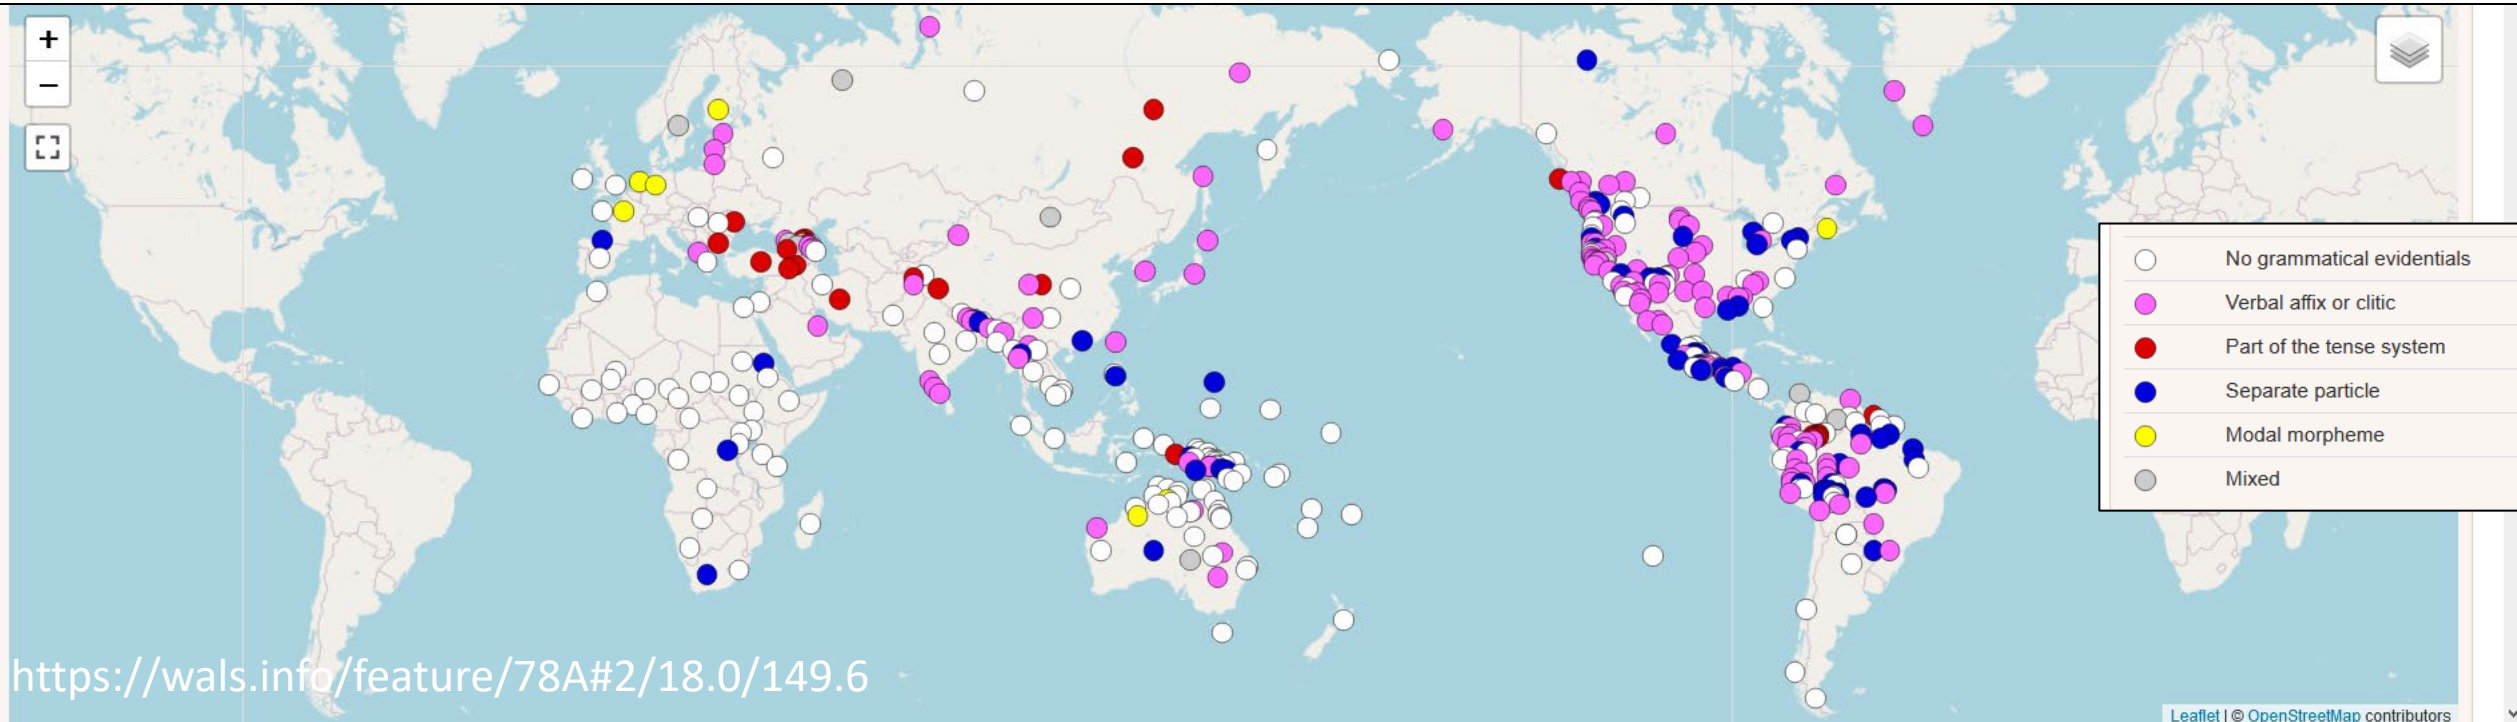 +
−
No grammatical evidentials
Verbal affix or clitic
Part of the tense system
Separate particle
Modal morpheme
Mixed
https://wals.info/feature/78A#2/18.0/149.6
Leaflet | © OpenStreetMap contributors